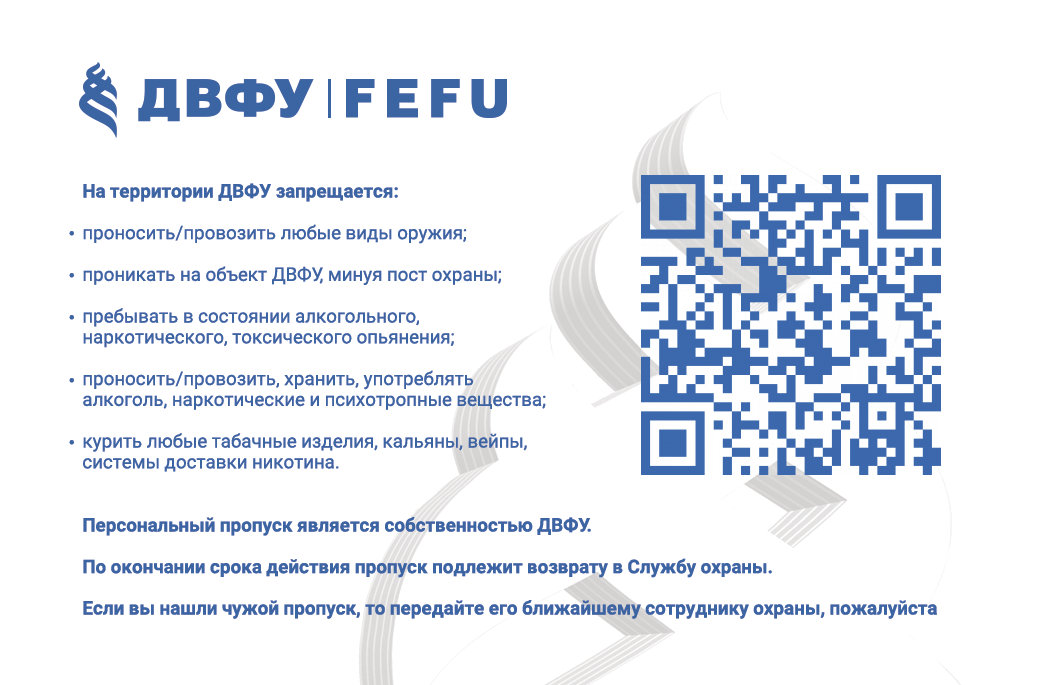 ДВФУ | FEFU
На территории ДВФУ запрещается:
• проносить/провозить любые виды оружия;
• проникать на объект ДВФУ, минуя пост охраны;
• пребывать в состоянии алкогольного,
наркотического, токсического опьянения;
• проносить/провозить, хранить, употреблять
алкоголь, наркотические и психотропные вещества;
• курить любые табачные изделия, кальяны, вейпы,
системы доставки никотина.
Персональный пропуск является собственностью ДВФУ.
По окончании срока действия пропуск подлежит возврату в Службу охраны.
Если вы нашли чужой пропуск, то передайте его ближайшему сотруднику охраны, пожалуйста